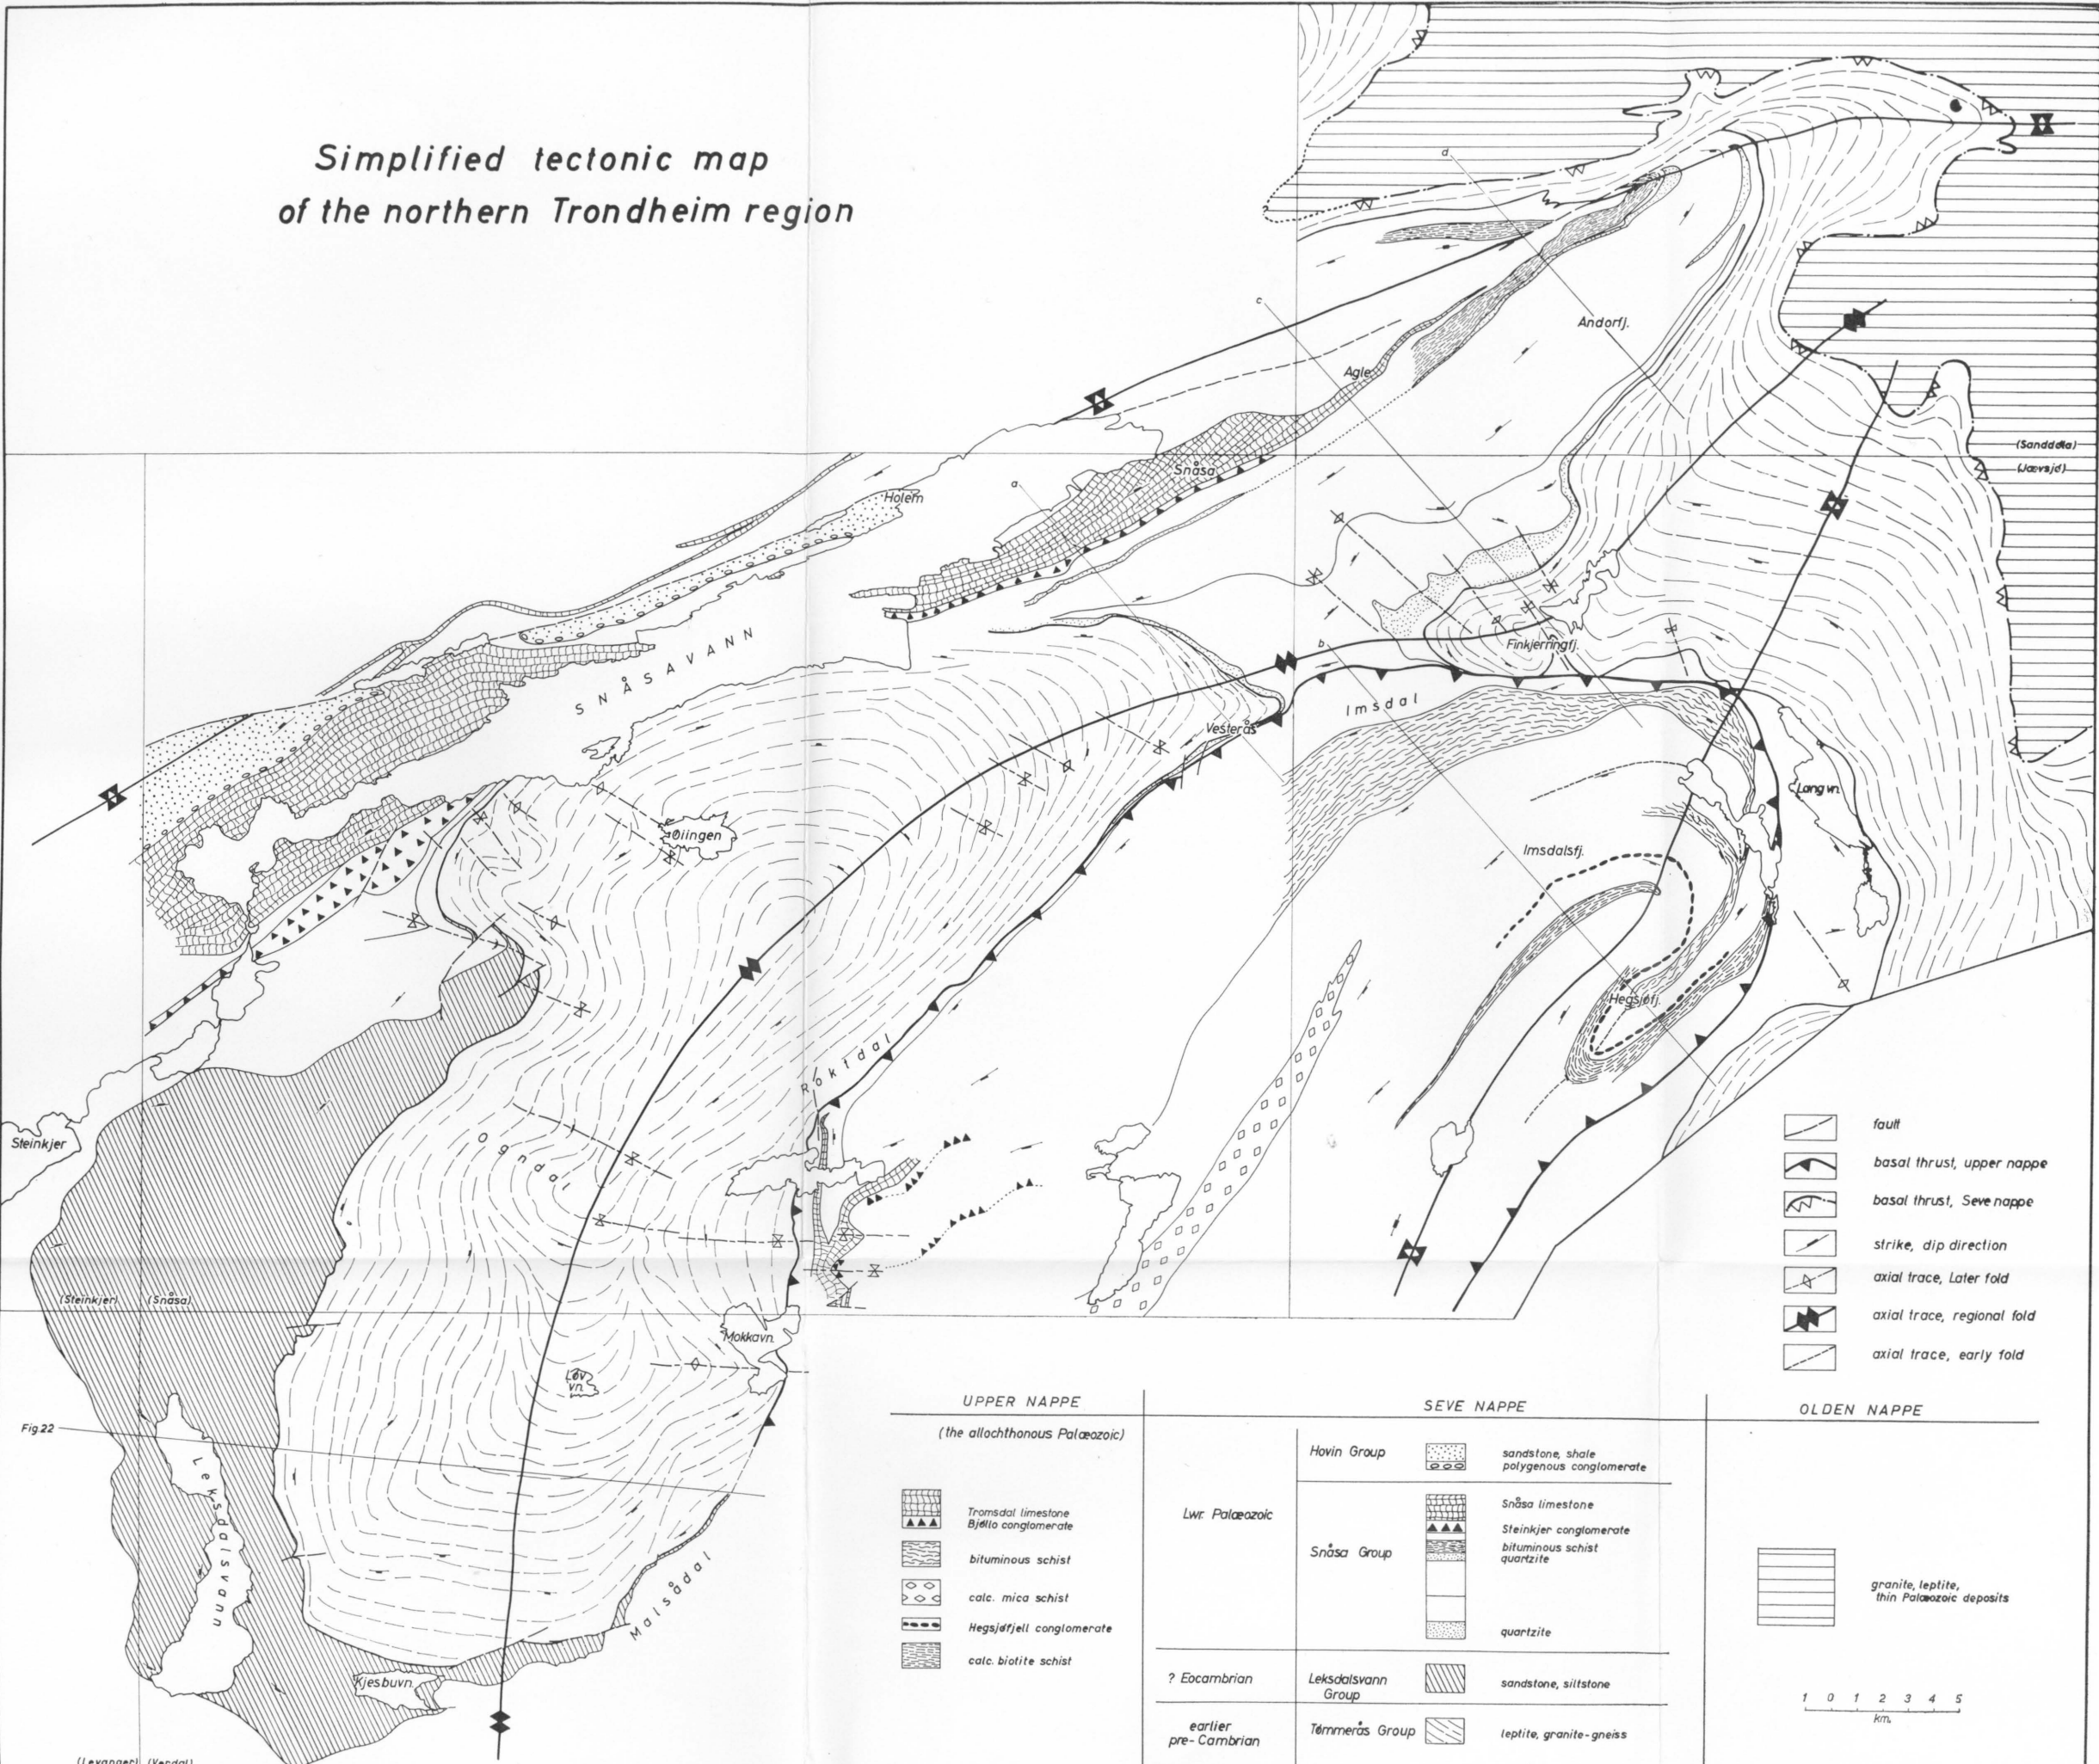 Simplified tectonic map
of the northern Trondheim region
d
c
Andorfj.
Agle
(Sanddøla)
(Jævsjø)
Snåsa
a
Holem
SNÅSAVANN
Finkjerringfj.
b
Imsdal
Vesterås
Langvn.
Øiingen
Imsdalsfj.
Hegsjøfj.
Roktdal
Steinkjer
Ognda
(Steinkjer) (Snåsa)
Mokkavn.
Løv
vn.
Fig.22
Leksdalsvann
Malsådal
Kjesbuvn.
(Levanger) (Verdal)
fault
basal thrust, upper nappe
basal thrust, Seve nappe
strike, dip direction
axial trace, Later fold
axial trace, regional fold
axial trace, early fold
UPPER NAPPE
(the allochthonous Palæozoic)
Tromsdal limestone
Bjøllo conglomerate
bituminous schist
calc. mica schist
Hegsjøfjell conglomerate
calc. biotite schist
SEVE NAPPE
Lwr. Palæozoic
Hovin Group
sandstone, shale
polygenous conglomerate
Snåsa Group
Snåsa limestone
Steinkjer conglomerate
bituminous schist
quartzite
quartzite
? Eocambrian
Leksdalsvann
Group
sandstone, siltstone
earlier
pre-Cambrian
Tømmerås Group
leptite, granite-gneiss
OLDEN NAPPE
granite, leptite,
thin Palæozoic deposits
1 0 1 2 3 4 5
km.